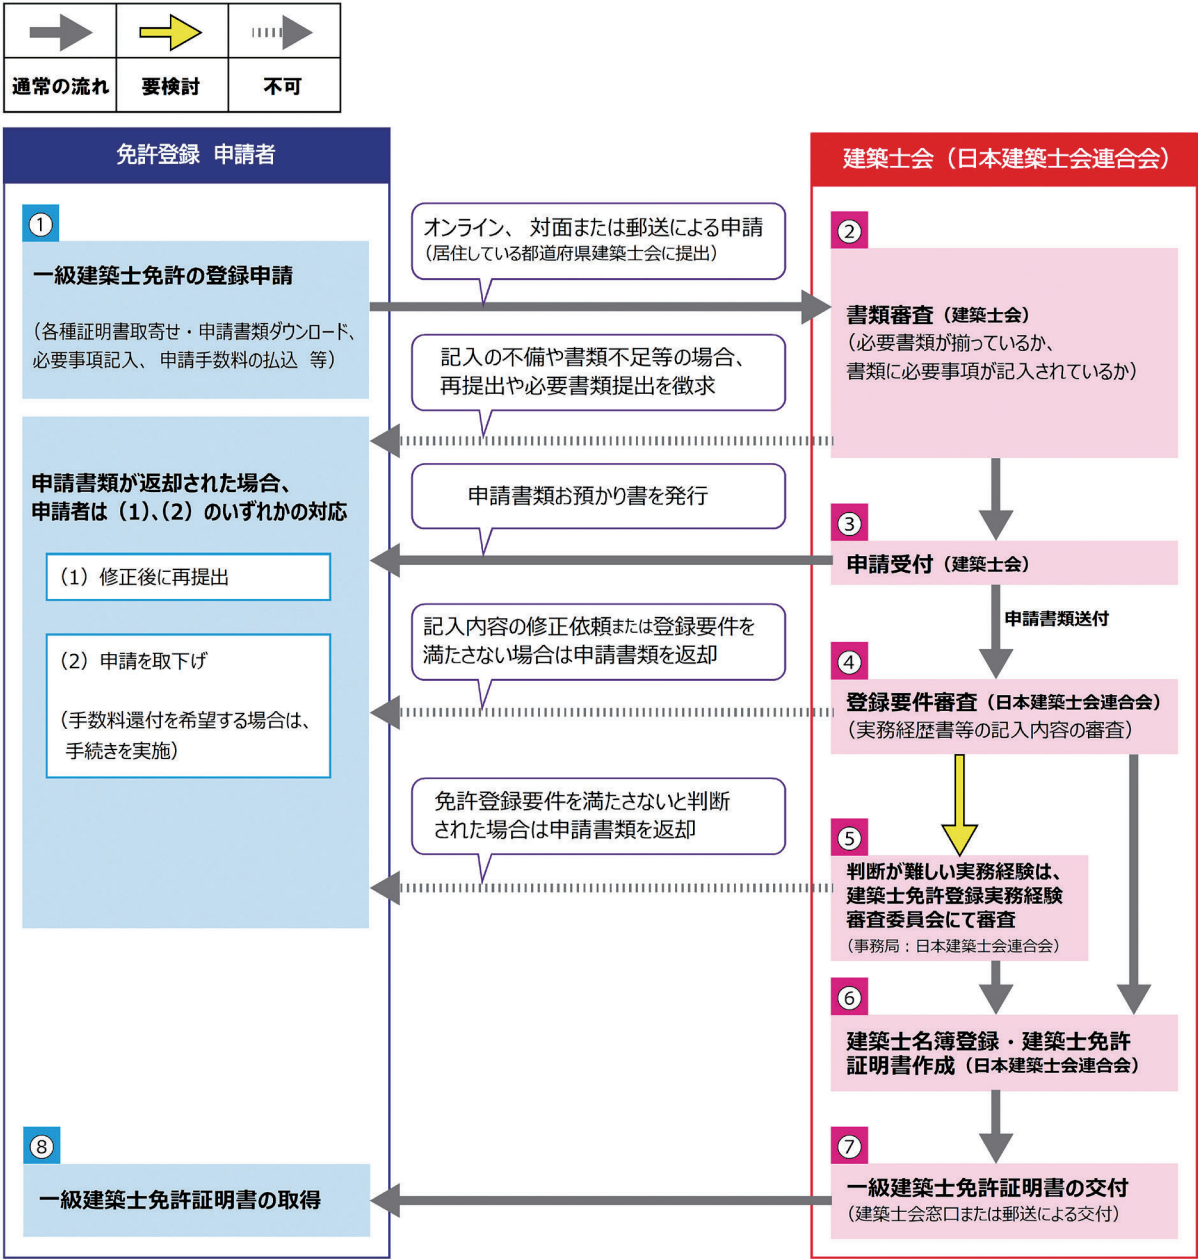 通常の流れ
要検討
不可
免許登録 申請者
建築士会（日本建築士会連合会）
①
一級建築士免許の登録申請
（各種証明書取寄せ・申請書類ダウンロード、
必要事項記入、申請手数料の払込 等）
オンライン、対面または郵送による申請
（居住している都道府県建築士会に提出）
②
書類審査（建築士会）
（必要書類が揃っているか、
書類に必要事項が記入されているか）
記入の不備や書類不足等の場合、
再提出や必要書類提出を徴求
申請書類が返却された場合、
申請者は（1）、（2）のいずれかの対応
（1）修正後に再提出
（2）申請を取下げ
（手数料還付を希望する場合は、
手続きを実施）
申請書類お預かり書を発行
③
申請受付（建築士会）
申請書類送付
記入内容の修正依頼または登録要件を
満たさない場合は申請書類を返却
④
登録要件審査（日本建築士会連合会）
（実務経歴書等の記入内容の審査）
免許登録要件を満たさないと判断
された場合は申請書類を返却
⑤
判断が難しい実務経験は、
建築士免許登録実務経験
審査委員会にて審査
（事務局：日本建築士会連合会）
⑥
建築士名簿登録・建築士免許
証明書作成（日本建築士会連合会）
⑦
一級建築士免許証明書の交付
（建築士会窓口または郵送による交付）
⑧
一級建築士免許証明書の取得